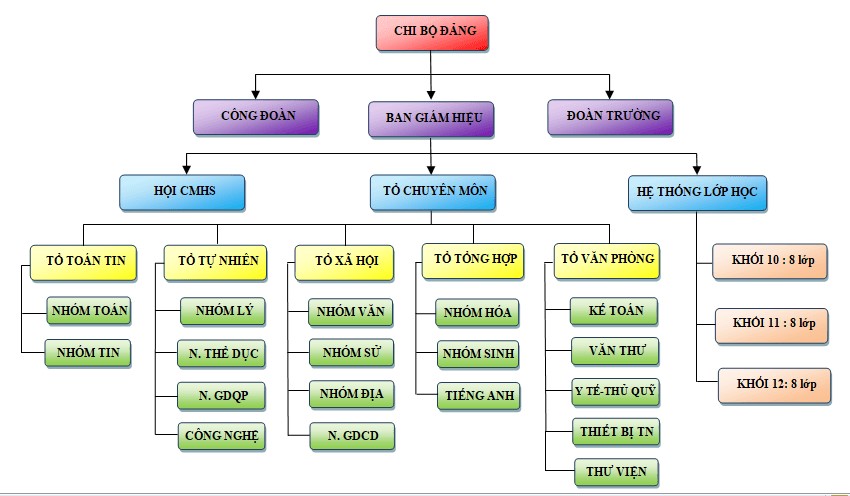 CHI BỘ ĐẢNG
CÔNG ĐOÀN
BAN GIÁM HIỆU
ĐOÀN TRƯỜNG
HỘI CMHS
TỔ CHUYÊN MÔN
HỆ THỐNG LỚP HỌC
TỔ TOÁN TIN
TỔ TỰ NHIÊN
TỔ XÃ HỘI
TỔ TỔNG HỢP
TỔ VĂN PHÒNG
KHỐI 10 : 8 lớp
NHÓM TOÁN
NHÓM LÝ
NHÓM VĂN
NHÓM HÓA
KẾ TOÁN
KHỐI 11 : 8 lớp
NHÓM TIN
N. THỂ DỤC
NHÓM SỬ
NHÓM SINH
VĂN THƯ
KHỐI 12: 8 lớp
N. GDQP
NHÓM ĐỊA
TIẾNG ANH
Y TẾ-THỦ QUỸ
CÔNG NGHỆ
N. GDCD
THIẾT BỊ TN
THƯ VIỆN